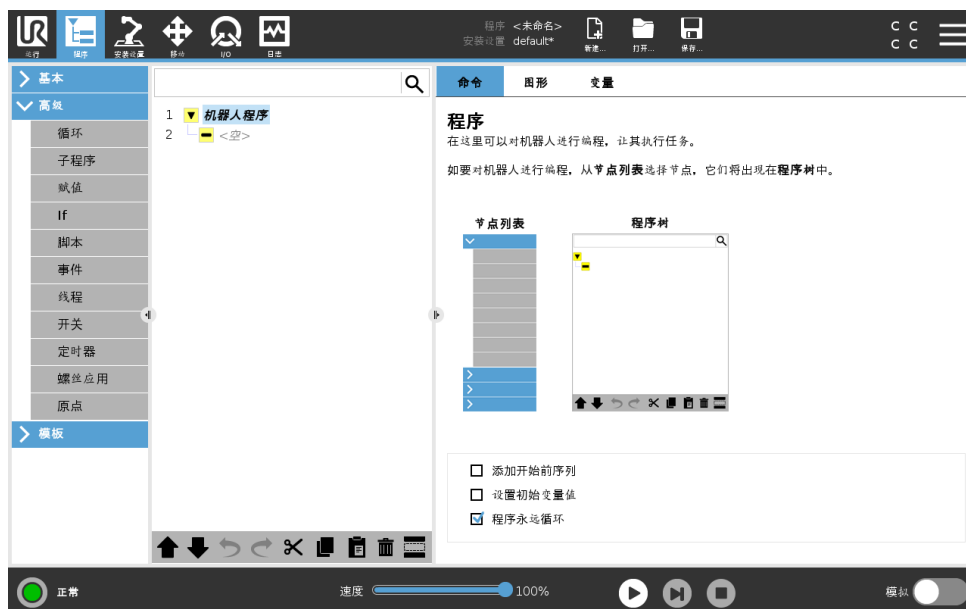 程序 <未命名>
安装设置 default*
运行 程序 安装设置 移动 I/O 日志 新建... 打开... 保存...
C C
C C
基本
高级
循环
子程序
赋值
If
脚本
事件
线程
开关
定时器
螺丝应用
原点
模板
1 机器人程序
2 <空>
命令 图形 变量
程序
在这里可以对机器人进行编程，让其执行任务。
如要对机器人进行编程，从节点列表选择节点，它们将出现在程序树中。
节点列表 程序树
添加开始前序列
设置初始变量值
程序永远循环
正常 速度 100% 模拟